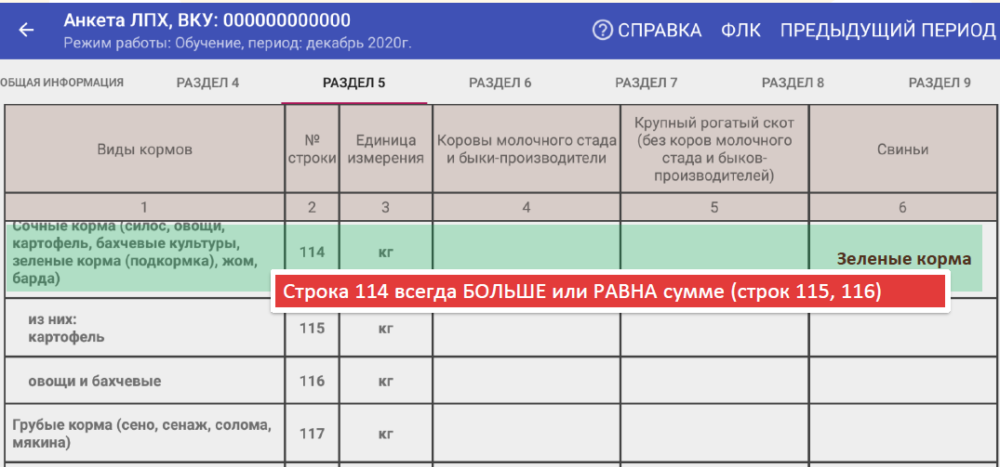 Анкета ЛПХ, ВКУ: 000000000000
Режим работы: Обучение, период: декабрь 2020г.
СПРАВКА ФЛК ПРЕДЫДУЩИЙ ПЕРИОД
ОБЩАЯ ИНФОРМАЦИЯ РАЗДЕЛ 4 РАЗДЕЛ 5 РАЗДЕЛ 6 РАЗДЕЛ 7 РАЗДЕЛ 8 РАЗДЕЛ 9
Виды кормов
№
строки
Единица
измерения
Коровы молочного стада
и быки-производители
Крупный рогатый скот
(без коров молочного
стада и быков-
производителей)
Свиньи
1 2 3 4 5 6
Сочные корма (силос, овощи,
картофель, бахчевые культуры,
зеленые корма (подкормка), жом,
барда)
114 кг
Зеленые корма
Строка 114 всегда БОЛЬШЕ или РАВНА сумме (строк 115, 116)
из них:
картофель
115 кг
овощи и бахчевые 116 кг
Грубые корма (сено, сенаж, солома,
мякина)
117 кг